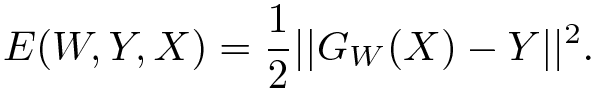 E(W, Y, X) = \frac{1}{2}||G_W(X) - Y||^2.